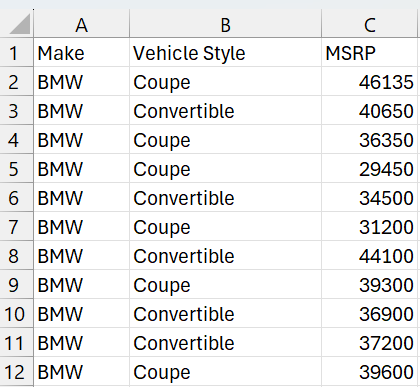 A B C
1 Make Vehicle Style MSRP
2 BMW Coupe 46135
3 BMW Convertible 40650
4 BMW Coupe 36350
5 BMW Coupe 29450
6 BMW Convertible 34500
7 BMW Coupe 31200
8 BMW Convertible 44100
9 BMW Coupe 39300
10 BMW Convertible 36900
11 BMW Convertible 37200
12 BMW Coupe 39600